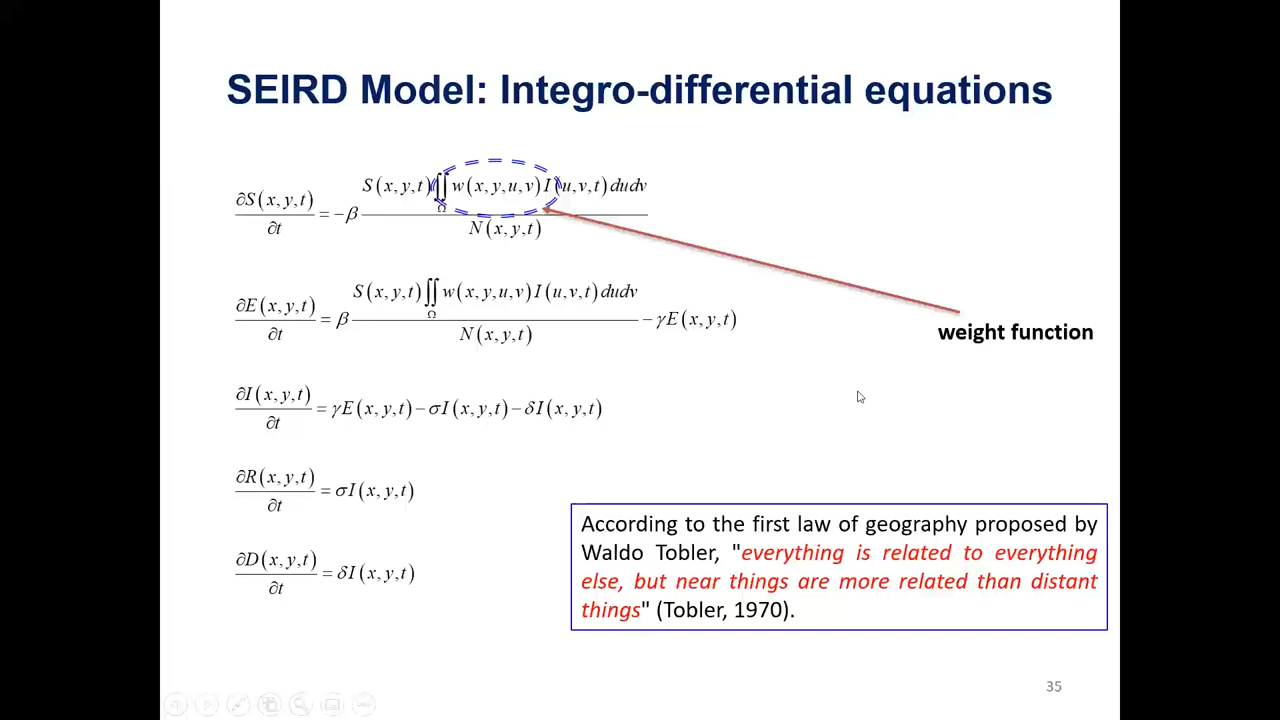 SEIRD Model: Integro-differential equations
∂S(x,y,t)/∂t = −β S(x,y,t)∬_Ω w(x,y,u,v)I(u,v,t)dudv / N(x,y,t)
∂E(x,y,t)/∂t = β S(x,y,t)∬_Ω w(x,y,u,v)I(u,v,t)dudv / N(x,y,t) − γE(x,y,t)
weight function
∂I(x,y,t)/∂t = γE(x,y,t) − σI(x,y,t) − δI(x,y,t)
∂R(x,y,t)/∂t = σI(x,y,t)
∂D(x,y,t)/∂t = δI(x,y,t)
According to the first law of geography proposed by
Waldo Tobler, "everything is related to everything
else, but near things are more related than distant
things" (Tobler, 1970).
35